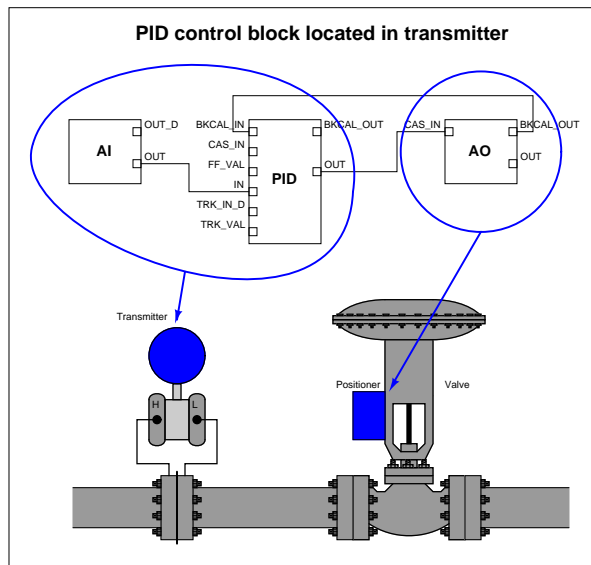 PID control block located in transmitter
BKCAL_IN
BKCAL_OUT
CAS_IN
BKCAL_OUT
OUT_D
AI
OUT
CAS_IN
FF_VAL
IN
TRK_IN_D
TRK_VAL
PID
OUT
AO
OUT
Transmitter
H
L
Positioner
Valve